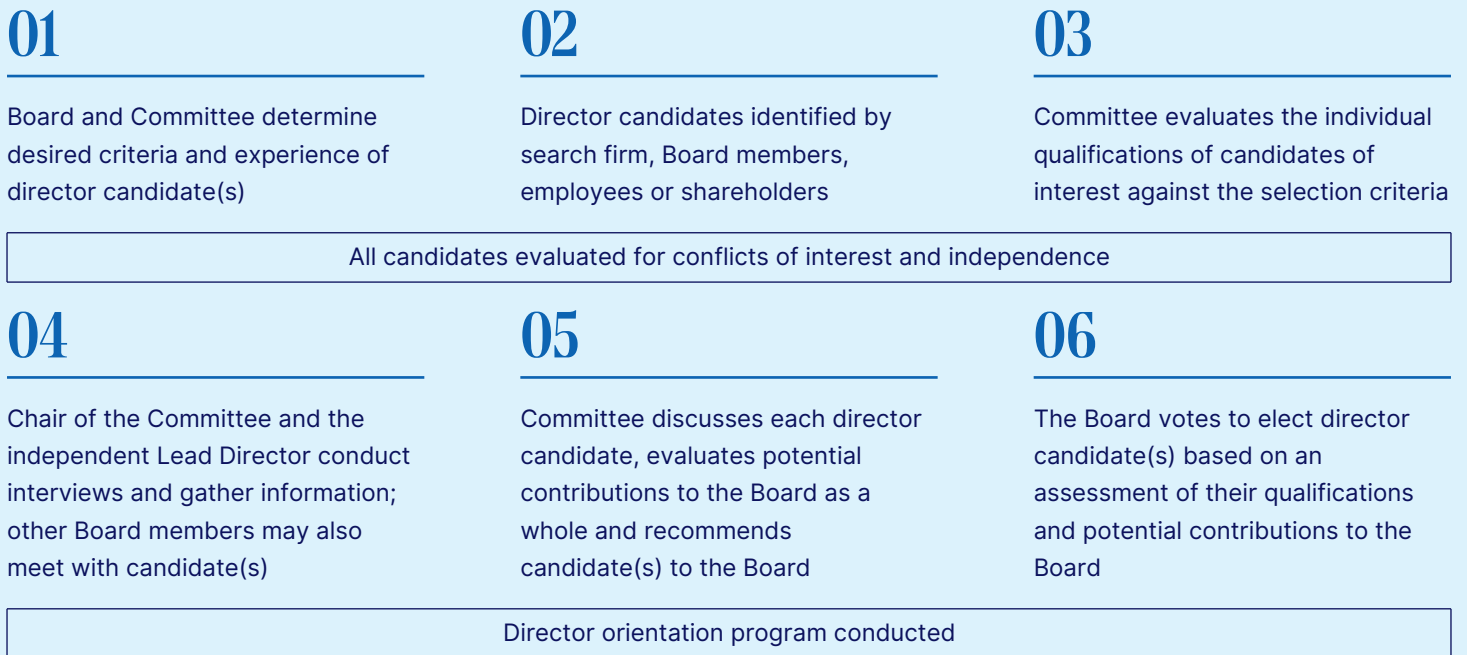 01
Board and Committee determine
desired criteria and experience of
director candidate(s)
02
Director candidates identified by
search firm, Board members,
employees or shareholders
03
Committee evaluates the individual
qualifications of candidates of
interest against the selection criteria
All candidates evaluated for conflicts of interest and independence
04
Chair of the Committee and the
independent Lead Director conduct
interviews and gather information;
other Board members may also
meet with candidate(s)
05
Committee discusses each director
candidate, evaluates potential
contributions to the Board as a
whole and recommends
candidate(s) to the Board
06
The Board votes to elect director
candidate(s) based on an
assessment of their qualifications
and potential contributions to the
Board
Director orientation program conducted